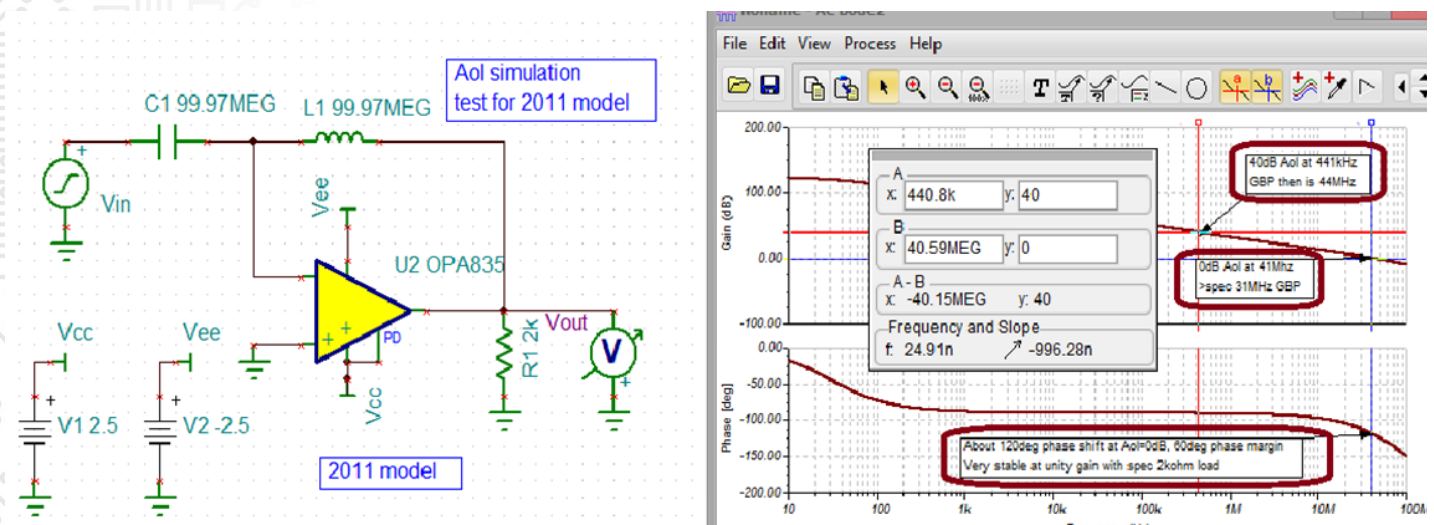 Aol simulation
test for 2011 model
C1 99.97MEG
L1 99.97MEG
Vin
Vee
U2 OPA835
PD
Vcc
R1 2k
Vout
V
Vcc
Vee
V1 2.5
V2 -2.5
2011 model
File Edit View Process Help
T
a
b
100%
Gain (dB)
200.00
100.00
0.00
-100.00
A
x: 440.8k y: 40
B
x: 40.59MEG y: 0
A - B
x: -40.15MEG y: 40
Frequency and Slope
f: 24.91n -996.28n
40dB Aol at 441kHz
GBP then is 44MHz
0dB Aol at 41Mhz
>spec 31MHz GBP
Phase [deg]
0.00
-50.00
-100.00
-150.00
-200.00
About 120deg phase shift at Aol=0dB, 60deg phase margin
Very stable at unity gain with spec 2kohm load
10 100 1k 10k 100k 1M 10M 100M